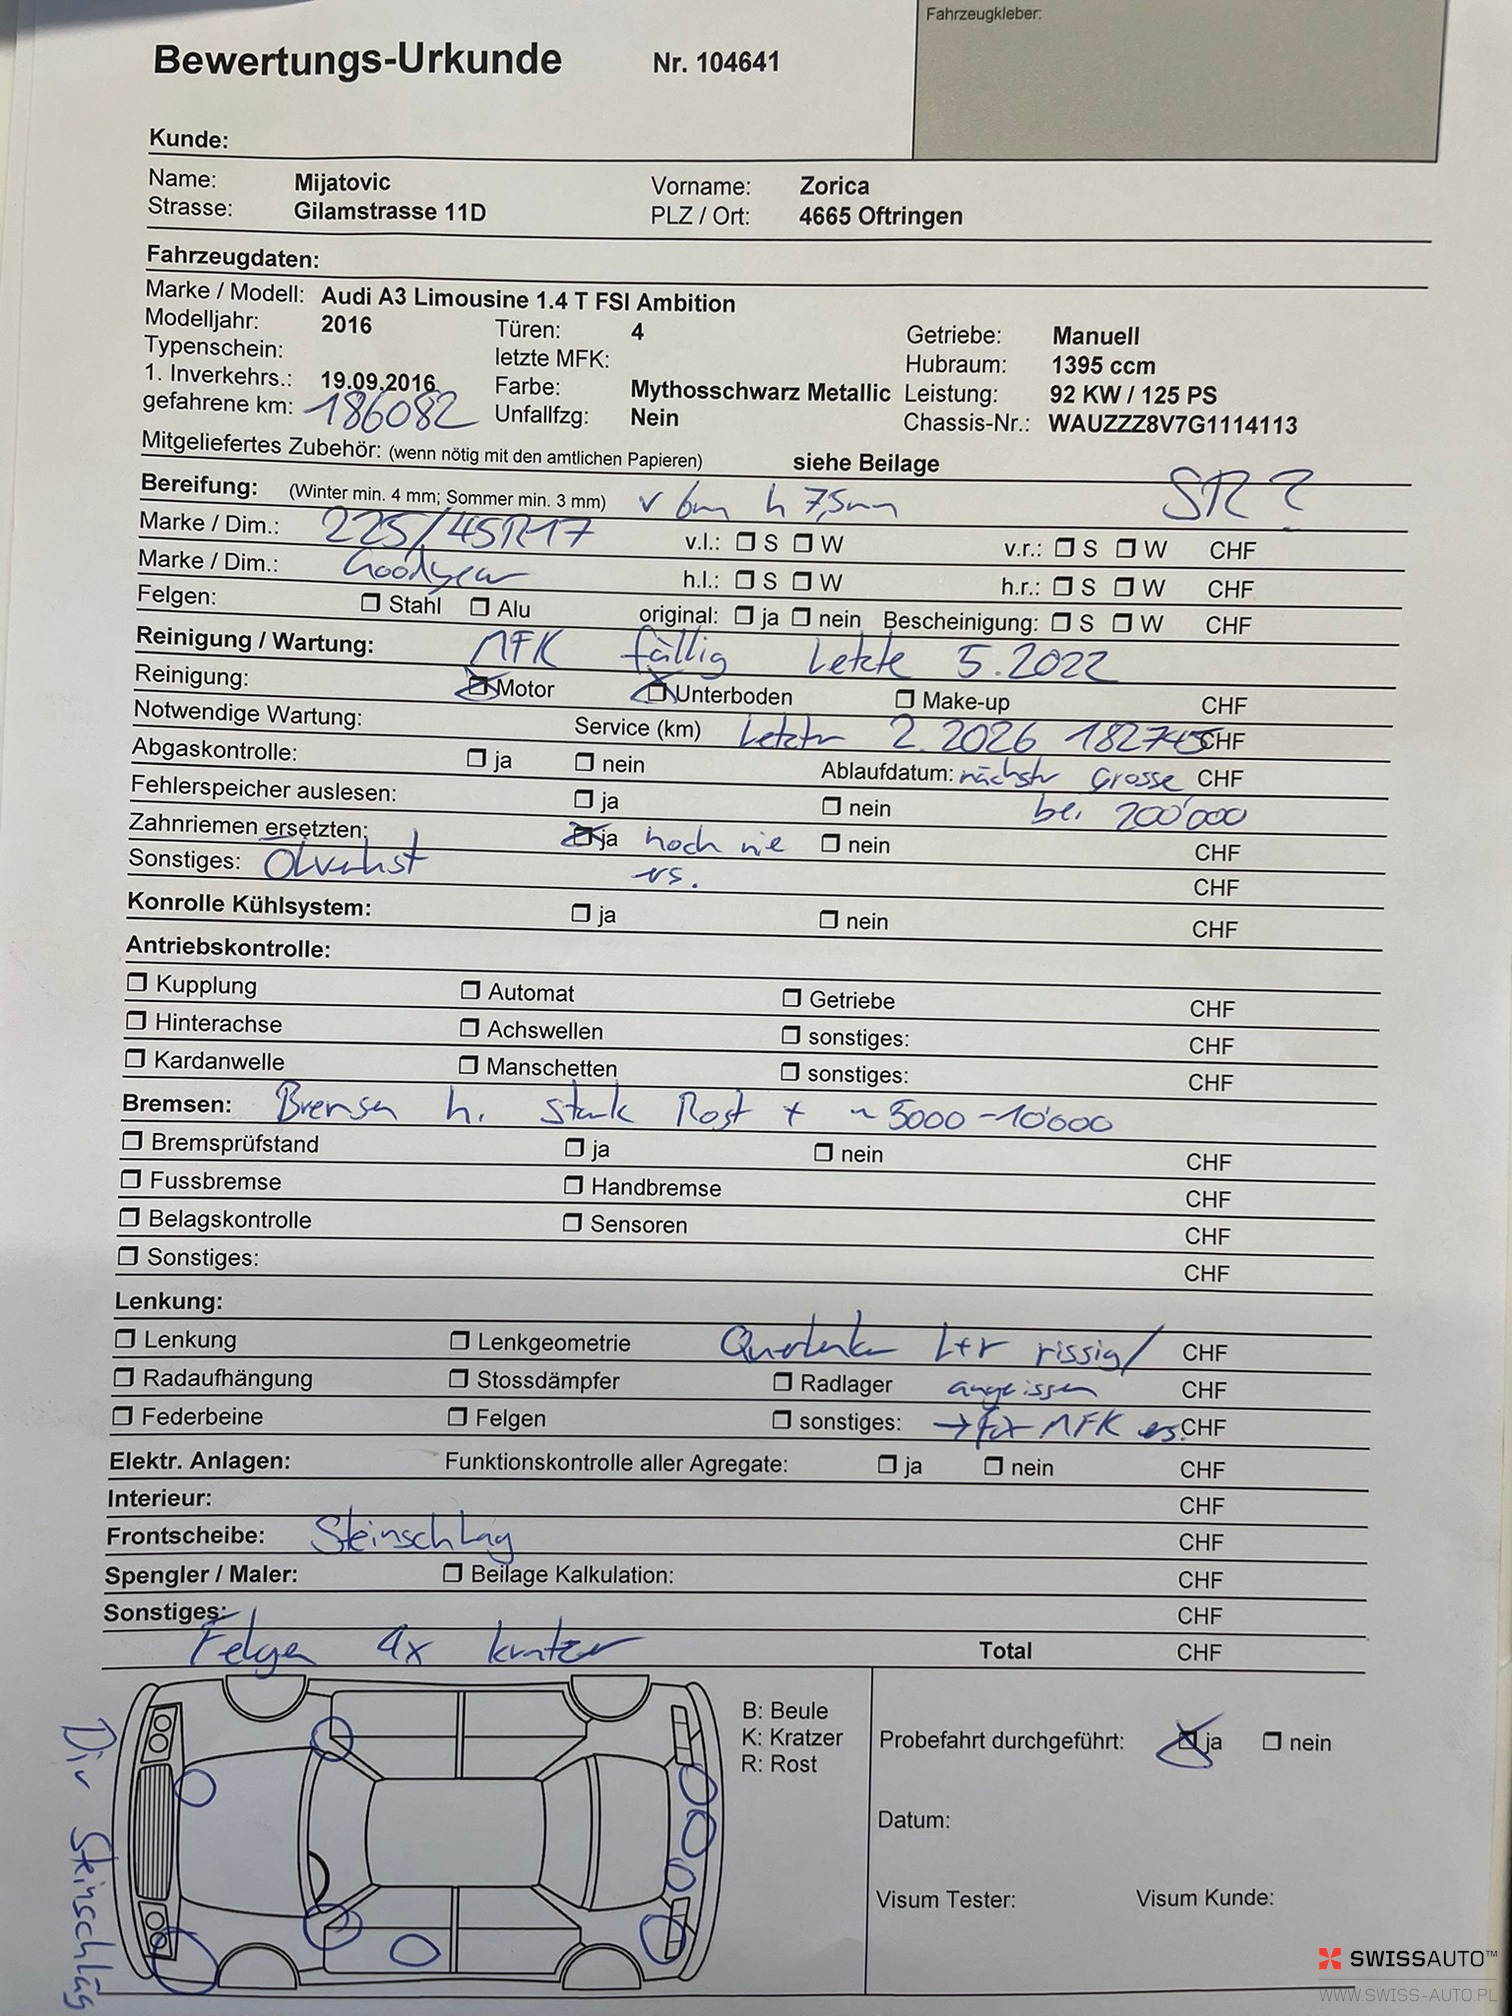 Fahrzeugkleber:
Bewertungs-Urkunde Nr. 104641
Kunde:
Name: Mijatovic Vorname: Zorica
Strasse: Gilamstrasse 11D PLZ / Ort: 4665 Oftringen
Fahrzeugdaten:
Marke / Modell: Audi A3 Limousine 1.4 T FSI Ambition
Modelljahr: 2016 Türen: 4 Getriebe: Manuell
Typenschein: letzte MFK: Hubraum: 1395 ccm
1. Inverkehrs.: 19.09.2016 Farbe: Mythosschwarz Metallic Leistung: 92 KW / 125 PS
gefahrene km: 186082 Unfallfzg: Nein Chassis-Nr.: WAUZZZ8V7G1114113
Mitgeliefertes Zubehör: (wenn nötig mit den amtlichen Papieren) siehe Beilage
Bereifung: (Winter min. 4 mm; Sommer min. 3 mm) v 6mm h 7,5mm SR ?
Marke / Dim.: 225/45R17 v.l.: S W v.r.: S W CHF
Marke / Dim.: Goodyear h.l.: S W h.r.: S W CHF
Felgen: Stahl Alu original: ja nein Bescheinigung: S W CHF
Reinigung / Wartung: MFK fällig Letzte 5.2022
Reinigung: Motor Unterboden Make-up CHF
Notwendige Wartung: Service (km) Letzter 2.2026 182745 CHF
Abgaskontrolle: ja nein Ablaufdatum: nächstr Grosse CHF
Fehlerspeicher auslesen: ja nein bei 200'000
Zahnriemen ersetzten: ja noch nie nein CHF
Sonstiges: Ölverlust CHF
Konrolle Kühlsystem: ja nein CHF
Antriebskontrolle:
Kupplung Automat Getriebe CHF
Hinterachse Achswellen sonstiges: CHF
Kardanwelle Manschetten sonstiges: CHF
Bremsen: Bremsen h. stark Rost + ~ 5000-10'000
Bremsprüfstand ja nein CHF
Fussbremse Handbremse CHF
Belagskontrolle Sensoren CHF
Sonstiges: CHF
Lenkung:
Lenkung Lenkgeometrie Querlenker l+r rissig/ CHF
Radaufhängung Stossdämpfer Radlager angerissen CHF
Federbeine Felgen sonstiges: → für MFK ers. CHF
Elektr. Anlagen: Funktionskontrolle aller Agregate: ja nein CHF
Interieur: CHF
Frontscheibe: Steinschlag CHF
Spengler / Maler: Beilage Kalkulation: CHF
Sonstiges: CHF
Felgen 4x kratzer Total CHF
Div Steinschläg
B: Beule
K: Kratzer
R: Rost
Probefahrt durchgeführt: ja nein
Datum:
Visum Tester: Visum Kunde:
SWISSAUTO™
WWW.SWISS-AUTO.PL